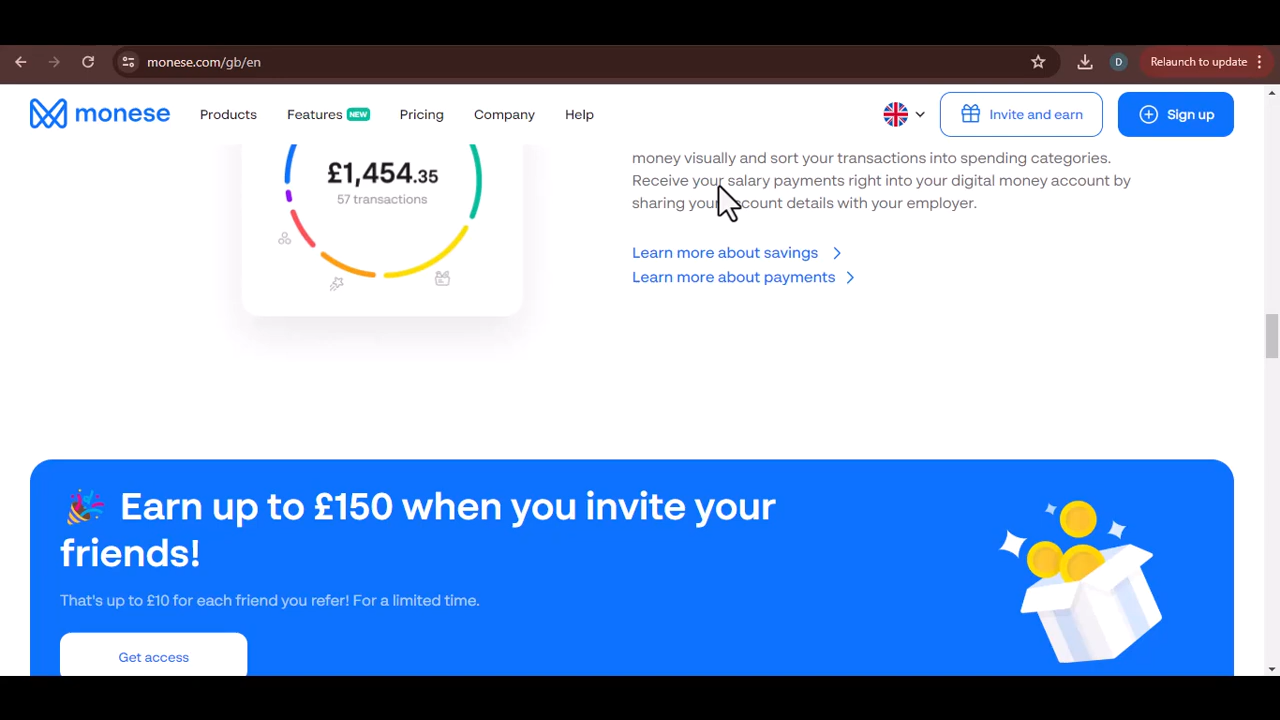 monese.com/gb/en
D
Relaunch to update
monese
Products
Features NEW
Pricing
Company
Help
Invite and earn
Sign up
£1,454.35
57 transactions
money visually and sort your transactions into spending categories.
Receive your salary payments right into your digital money account by
sharing your account details with your employer.
Learn more about savings
Learn more about payments
Earn up to £150 when you invite your
friends!
That's up to £10 for each friend you refer! For a limited time.
Get access